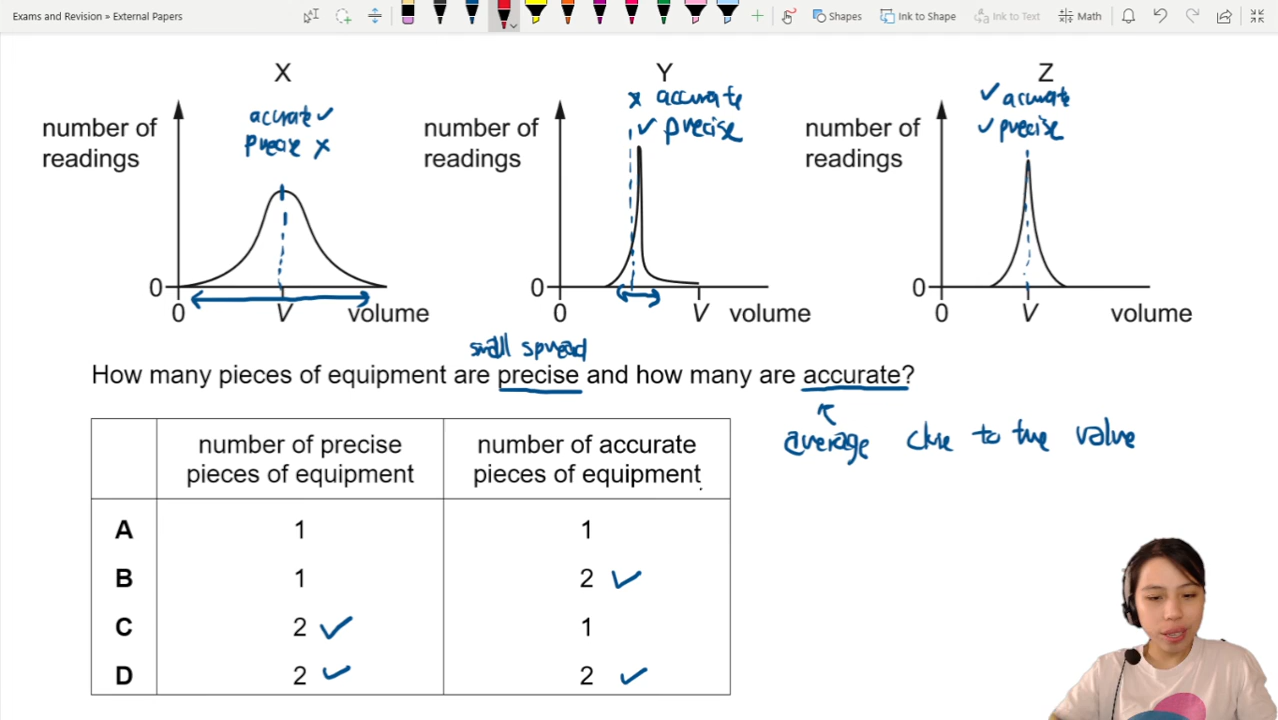 Exams and Revision » External Papers
Shapes
Ink to Shape
Ink to Text
Math
X
Y
Z
accurate ✓
precise x
x accurate
✓ precise
✓ accurate
✓ precise
number of
readings
number of
readings
number of
readings
0
0
V
volume
0
0
V
volume
0
0
V
volume
small spread
How many pieces of equipment are precise and how many are accurate?
average close to true value
number of precise
pieces of equipment
number of accurate
pieces of equipment
A 1 1
B 1 2 ✓
C 2 ✓ 1
D 2 ✓ 2 ✓